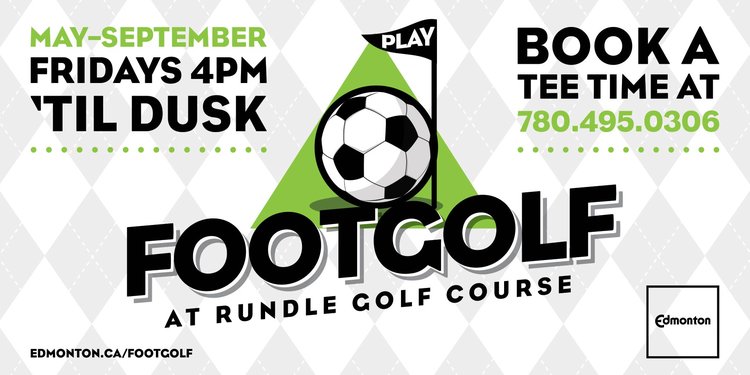 MAY–SEPTEMBER
FRIDAYS 4PM
'TIL DUSK
PLAY
BOOK A
TEE TIME AT
780.495.0306
FOOTGOLF
AT RUNDLE GOLF COURSE
EDMONTON.CA/FOOTGOLF
Edmonton